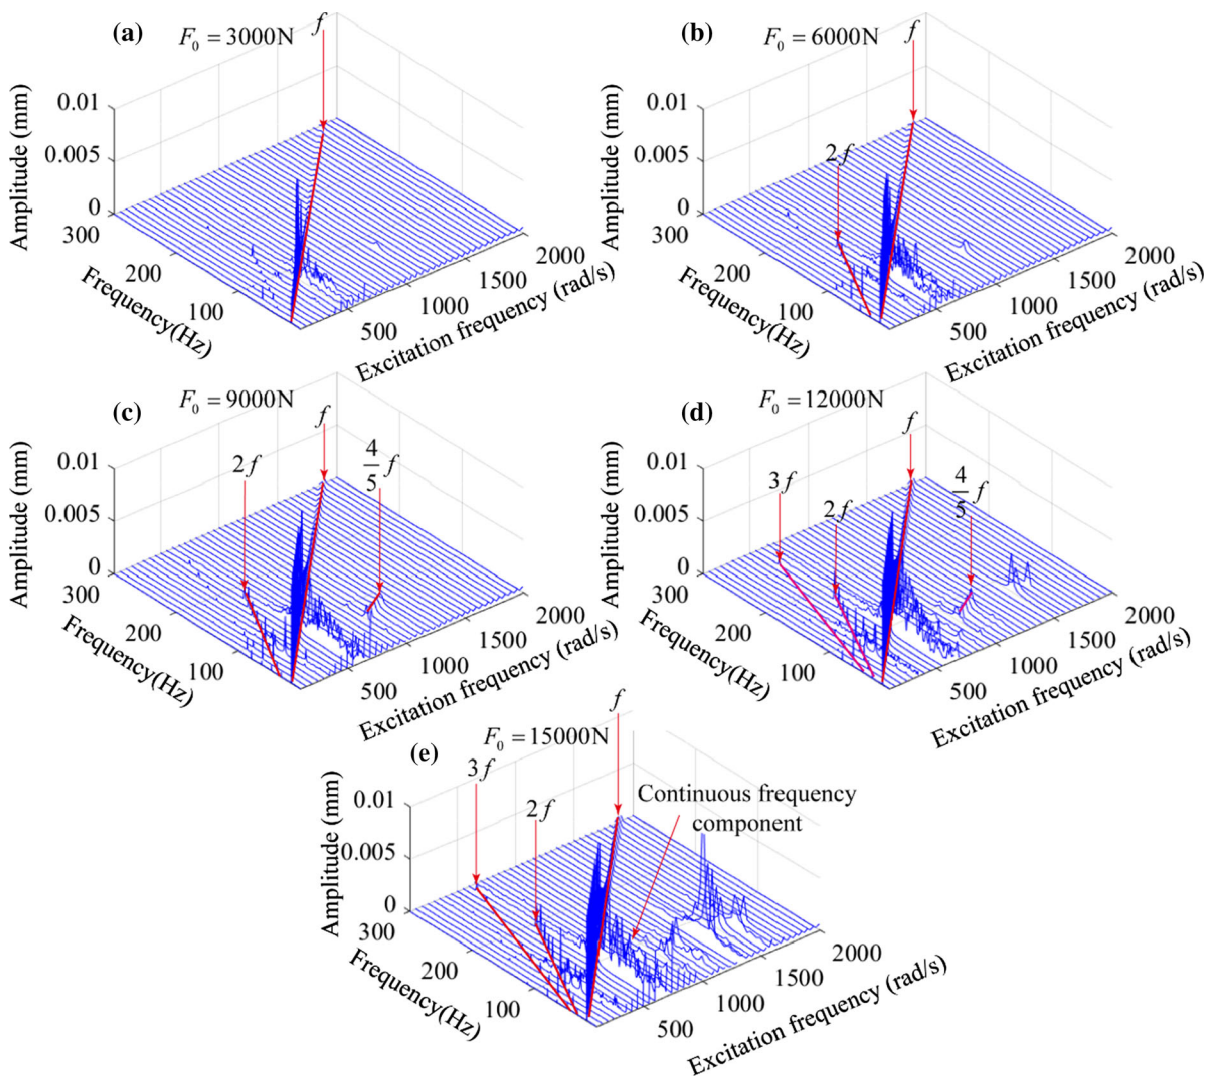 (a)
F₀ = 3000N
f
Amplitude (mm)
0.01
0.005
0
300
200
100
Frequency(Hz)
500
1000
1500
2000
Excitation frequency (rad/s)
(b)
F₀ = 6000N
f
2f
Amplitude (mm)
0.01
0.005
0
300
200
100
Frequency(Hz)
500
1000
1500
2000
Excitation frequency (rad/s)
(c)
F₀ = 9000N
f
2f
4/5 f
Amplitude (mm)
0.01
0.005
0
300
200
100
Frequency(Hz)
500
1000
1500
2000
Excitation frequency (rad/s)
(d)
F₀ = 12000N
f
3f
2f
4/5 f
Amplitude (mm)
0.01
0.005
0
300
200
100
Frequency(Hz)
500
1000
1500
2000
Excitation frequency (rad/s)
(e)
F₀ = 15000N
f
3f
2f
Continuous frequency
component
Amplitude (mm)
0.01
0.005
0
300
200
100
Frequency(Hz)
500
1000
1500
2000
Excitation frequency (rad/s)